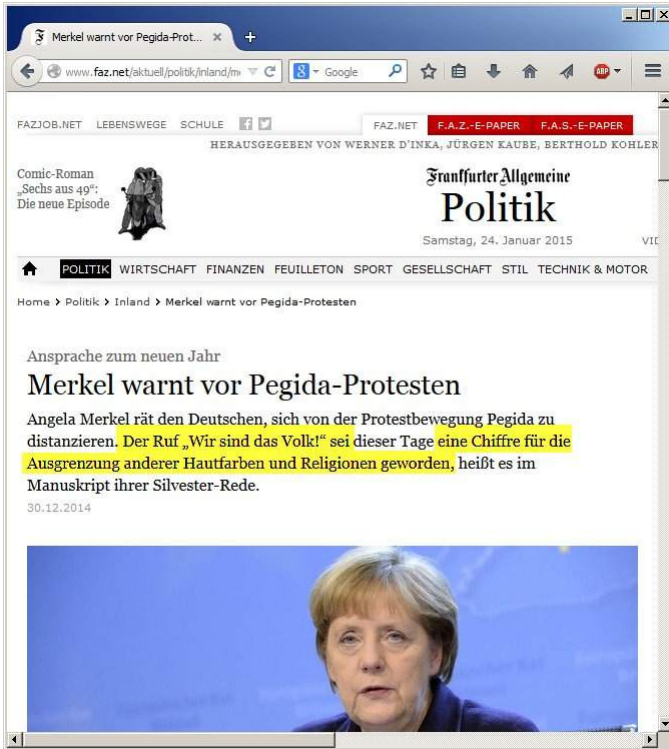 Merkel warnt vor Pegida-Prot... ×
www.faz.net/aktuell/politik/inland/m
Google
ABP
FAZJOB.NET LEBENSWEGE SCHULE
FAZ.NET F.A.Z.-E-PAPER F.A.S.-E-PAPER
HERAUSGEGEBEN VON WERNER D'INKA, JÜRGEN KAUBE, BERTHOLD KOHLER
Comic-Roman
„Sechs aus 49“:
Die neue Episode
Frankfurter Allgemeine
Politik
Samstag, 24. Januar 2015
VID
POLITIK WIRTSCHAFT FINANZEN FEUILLETON SPORT GESELLSCHAFT STIL TECHNIK & MOTOR
Home > Politik > Inland > Merkel warnt vor Pegida-Protesten
Ansprache zum neuen Jahr
Merkel warnt vor Pegida-Protesten
Angela Merkel rät den Deutschen, sich von der Protestbewegung Pegida zu
distanzieren. Der Ruf „Wir sind das Volk!“ sei dieser Tage eine Chiffre für die
Ausgrenzung anderer Hautfarben und Religionen geworden, heißt es im
Manuskript ihrer Silvester-Rede.
30.12.2014